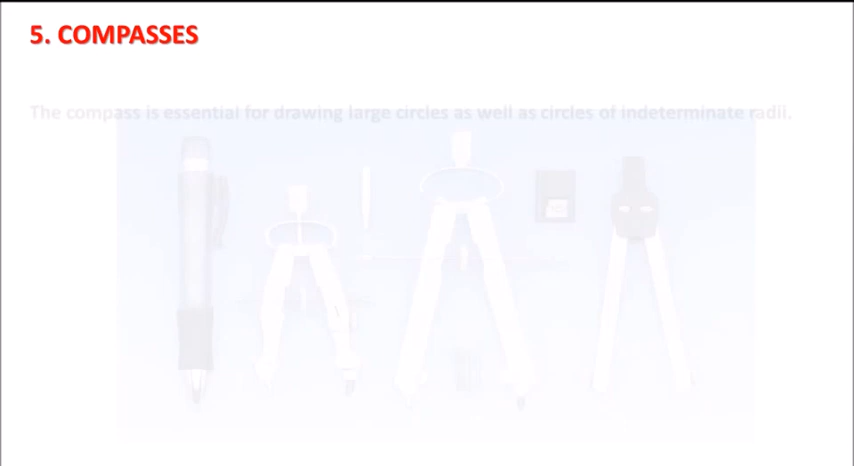 5. COMPASSES
The compass is essential for drawing large circles as well as circles of indeterminate radii.